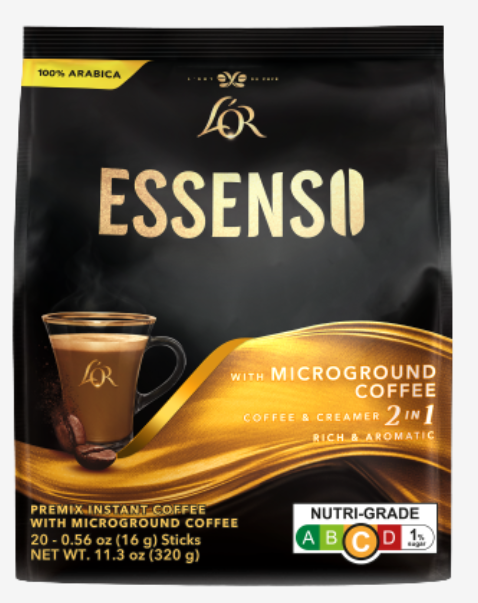 100% ARABICA
L'OR
ESSENSO
L'OR
WITH MICROGROUND
COFFEE
COFFEE & CREAMER 2 IN 1
RICH & AROMATIC
PREMIX INSTANT COFFEE
WITH MICROGROUND COFFEE
20 - 0.56 oz (16 g) Sticks
NET WT. 11.3 oz (320 g)
NUTRI-GRADE
A B C D 1%
sugar